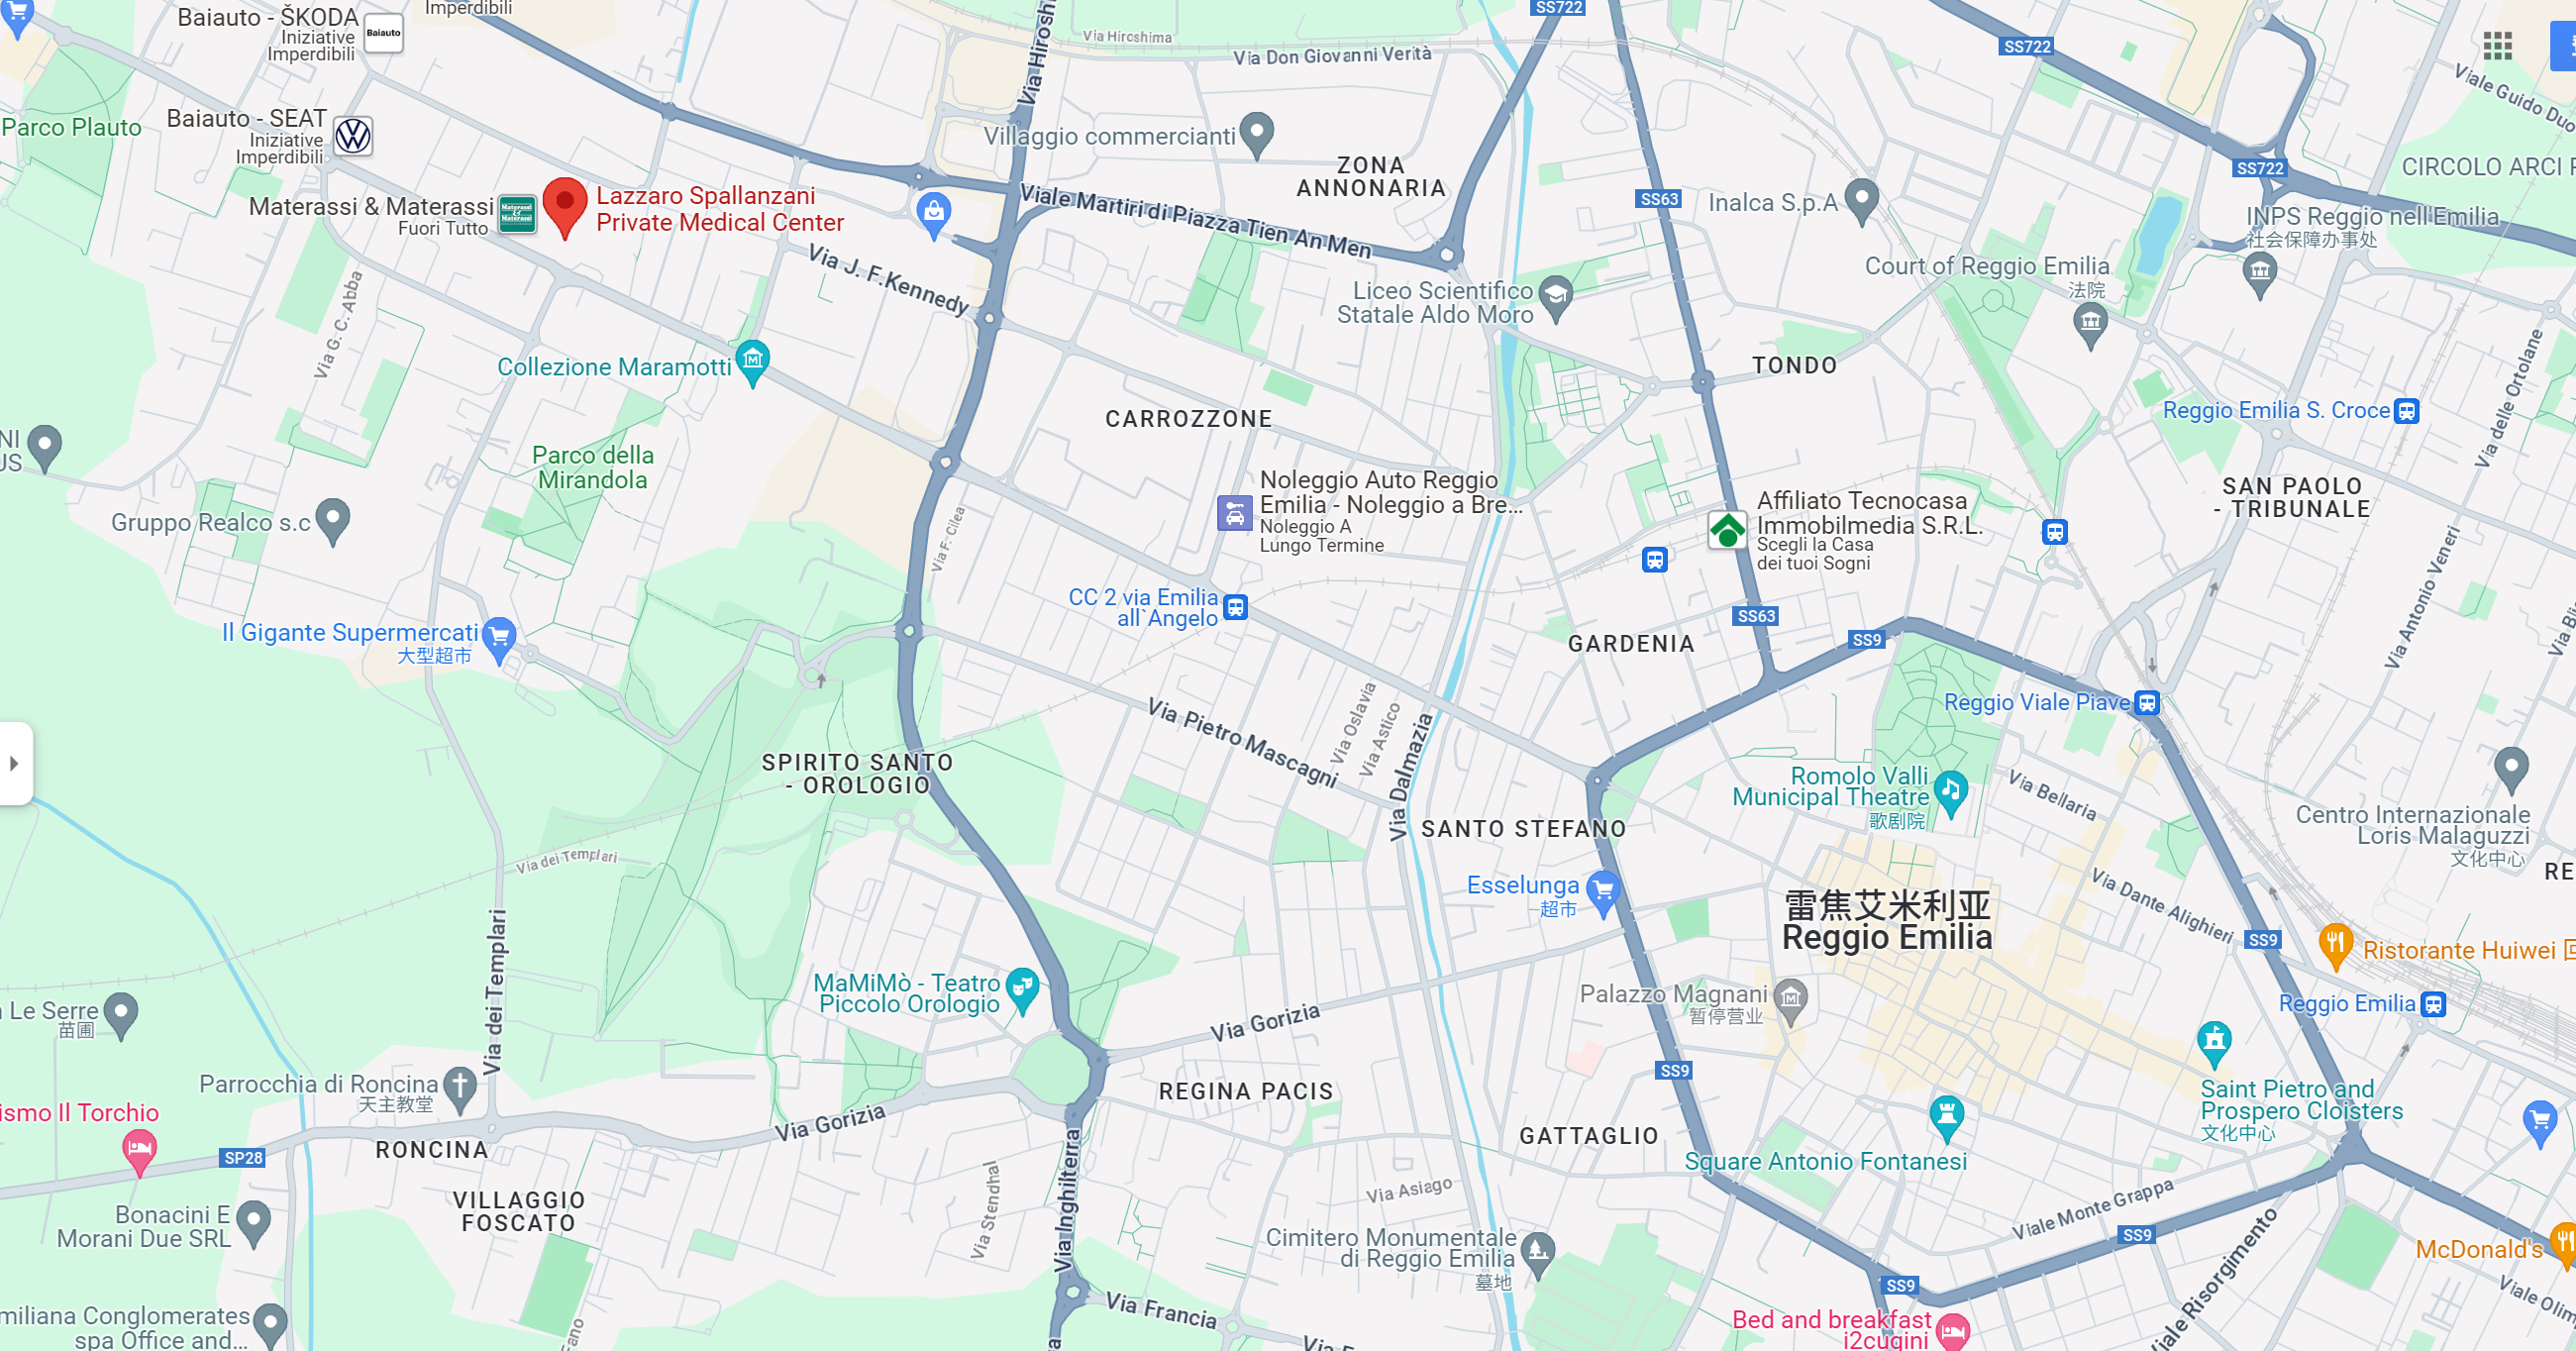 Baiauto - ŠKODA
Iniziative
Imperdibili
Baiauto
Imperdibili
Via Hiroshima
Via Don Giovanni Verità
SS722
SS722
Viale Guido
Parco Plauto
Baiauto - SEAT
Iniziative
Imperdibili
Villaggio commercianti
ZONA
ANNONARIA
SS722
CIRCOLO ARCI
Materassi & Materassi
Fuori Tutto
Lazzaro Spallanzani
Private Medical Center
Viale Martiri di Piazza Tien An Men
SS63
Inalca S.p.A
INPS Reggio nell Emilia
社会保障办事处
Via J. F.Kennedy
Via G. C. Abba
Liceo Scientifico
Statale Aldo Moro
Court of Reggio Emilia
法院
Collezione Maramotti
TONDO
Via delle Ortolane
CARROZZONE
Reggio Emilia S. Croce
Parco della
Mirandola
Noleggio Auto Reggio
Emilia - Noleggio a Bre...
Noleggio A
Lungo Termine
Affiliato Tecnocasa
Immobilmedia S.R.L.
Scegli la Casa
dei tuoi Sogni
SAN PAOLO
- TRIBUNALE
Gruppo Realco s.c
Via F. Cilea
Via Antonio Veneri
CC 2 via Emilia
all`Angelo
SS63
SS9
Il Gigante Supermercati
大型超市
GARDENIA
Via Pietro Mascagni
Via Oslavia
Via Astico
Via Dalmazia
Reggio Viale Piave
SPIRITO SANTO
- OROLOGIO
Romolo Valli
Municipal Theatre
歌剧院
Via Bellaria
Centro Internazionale
Loris Malaguzzi
文化中心
Via dei Templari
SANTO STEFANO
RE
Esselunga
超市
雷焦艾米利亚
Reggio Emilia
Via Dante Alighieri
SS9
Ristorante Huiwei
Via dei Templari
MaMiMò - Teatro
Piccolo Orologio
Palazzo Magnani
暂停营业
Reggio Emilia
Le Serre
苗圃
Via Gorizia
Parrocchia di Roncina
天主教堂
SS9
REGINA PACIS
Saint Pietro and
Prospero Cloisters
文化中心
ismo Il Torchio
Via Gorizia
GATTAGLIO
SP28
RONCINA
Square Antonio Fontanesi
Via Inghilterra
Via Stendhal
Via Asiago
VILLAGGIO
FOSCATO
Viale Monte Grappa
Bonacini E
Morani Due SRL
SS9
Viale Risorgimento
Cimitero Monumentale
di Reggio Emilia
墓地
McDonald's
SS9
Via Francia
miliana Conglomerates
spa Office and...
Bed and breakfast
i2cugini